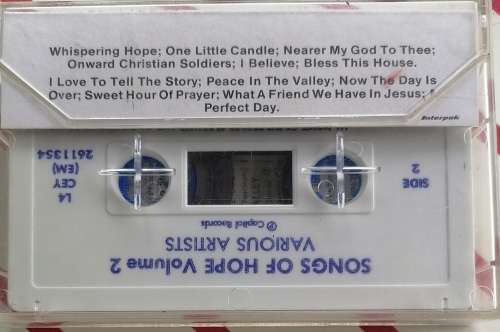 Whispering Hope; One Little Candle; Nearer My God To Thee;
Onward Christian Soldiers; I Believe; Bless This House.
I Love To Tell The Story; Peace In The Valley; Now The Day Is
Over; Sweet Hour Of Prayer; What A Friend We Have In Jesus;
Perfect Day.
Interpak
SONGS OF HOPE Volume 2
VARIOUS ARTISTS
℗ Capitol Records
SIDE
2
L4
CEY
(EM)
2611354